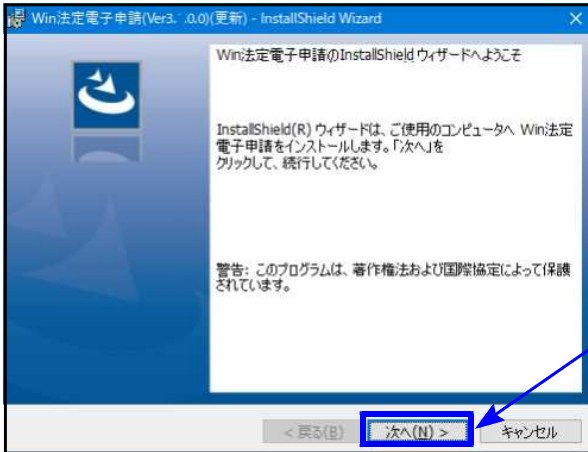 Win法定電子申請(Ver3.1.0.0)(更新) - InstallShield Wizard
Win法定電子申請のInstallShield ウィザードへようこそ
InstallShield(R) ウィザードは、ご使用のコンピュータへ Win法定
電子申請をインストールします。「次へ」を
クリックして、続行してください。
警告: このプログラムは、著作権法および国際協定によって保護
されています。
< 戻る(B) 次へ(N) > キャンセル